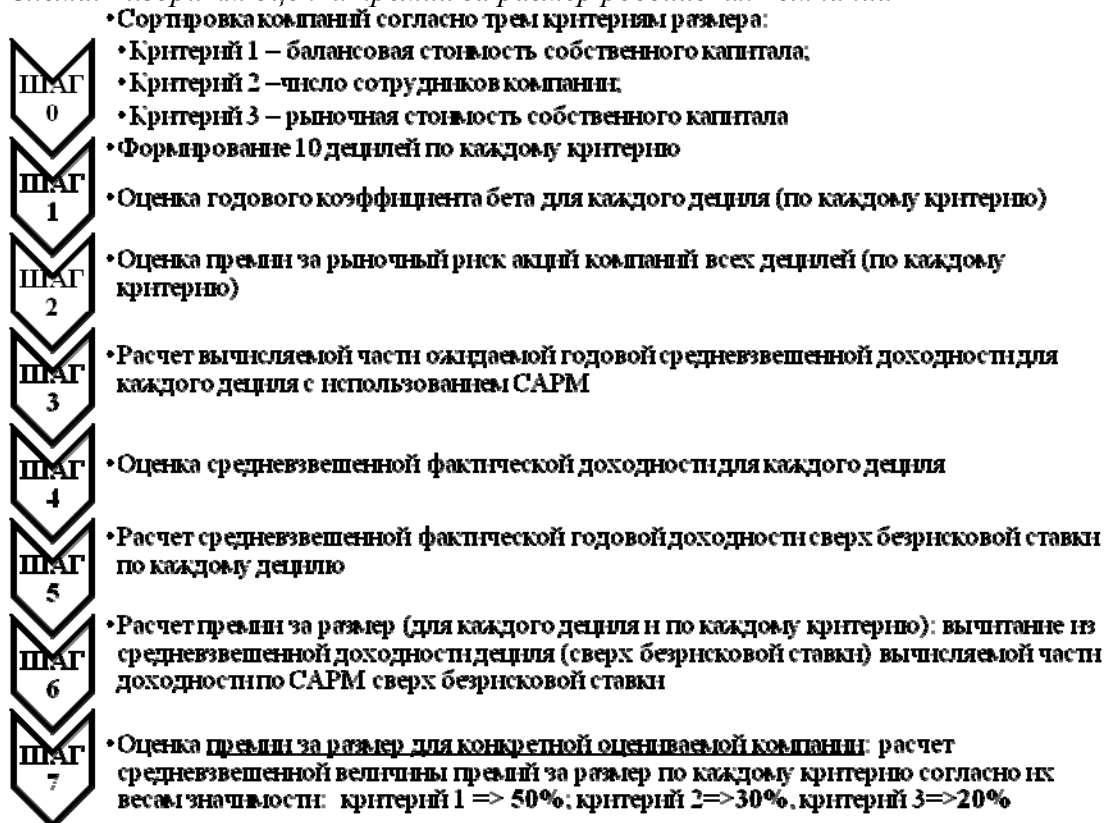 •Сортировка компаний согласно трем критериям размера:
•Критерий 1 – балансовая стоимость собственного капитала;
ШАГ
0
•Критерий 2 –число сотрудников компании;
•Критерий 3 – рыночная стоимость собственного капитала
•Формирование 10 децилей по каждому критерию
ШАГ
1
•Оценка годового коэффициента бета для каждого дециля (по каждому критерию)
ШАГ
2
•Оценка премии за рыночный риск акций компаний всех децилей (по каждому
критерию)
ШАГ
3
•Расчет вычисляемой части ожидаемой годовой средневзвешенной доходности для
каждого дециля с использованием CAPM
ШАГ
4
•Оценка средневзвешенной фактической доходности для каждого дециля
ШАГ
5
•Расчет средневзвешенной фактической годовой доходности сверх безрисковой ставки
по каждому децилю
ШАГ
6
•Расчет премии за размер (для каждого дециля и по каждому критерию): вычитание из
средневзвешенной доходности дециля (сверх безрисковой ставки) вычисляемой части
доходности по CAPM сверх безрисковой ставки
ШАГ
7
•Оценка премии за размер для конкретной оцениваемой компании: расчет
средневзвешенной величины премий за размер по каждому критерию согласно их
весам значимости: критерий 1 => 50%; критерий 2=>30%, критерий 3=>20%